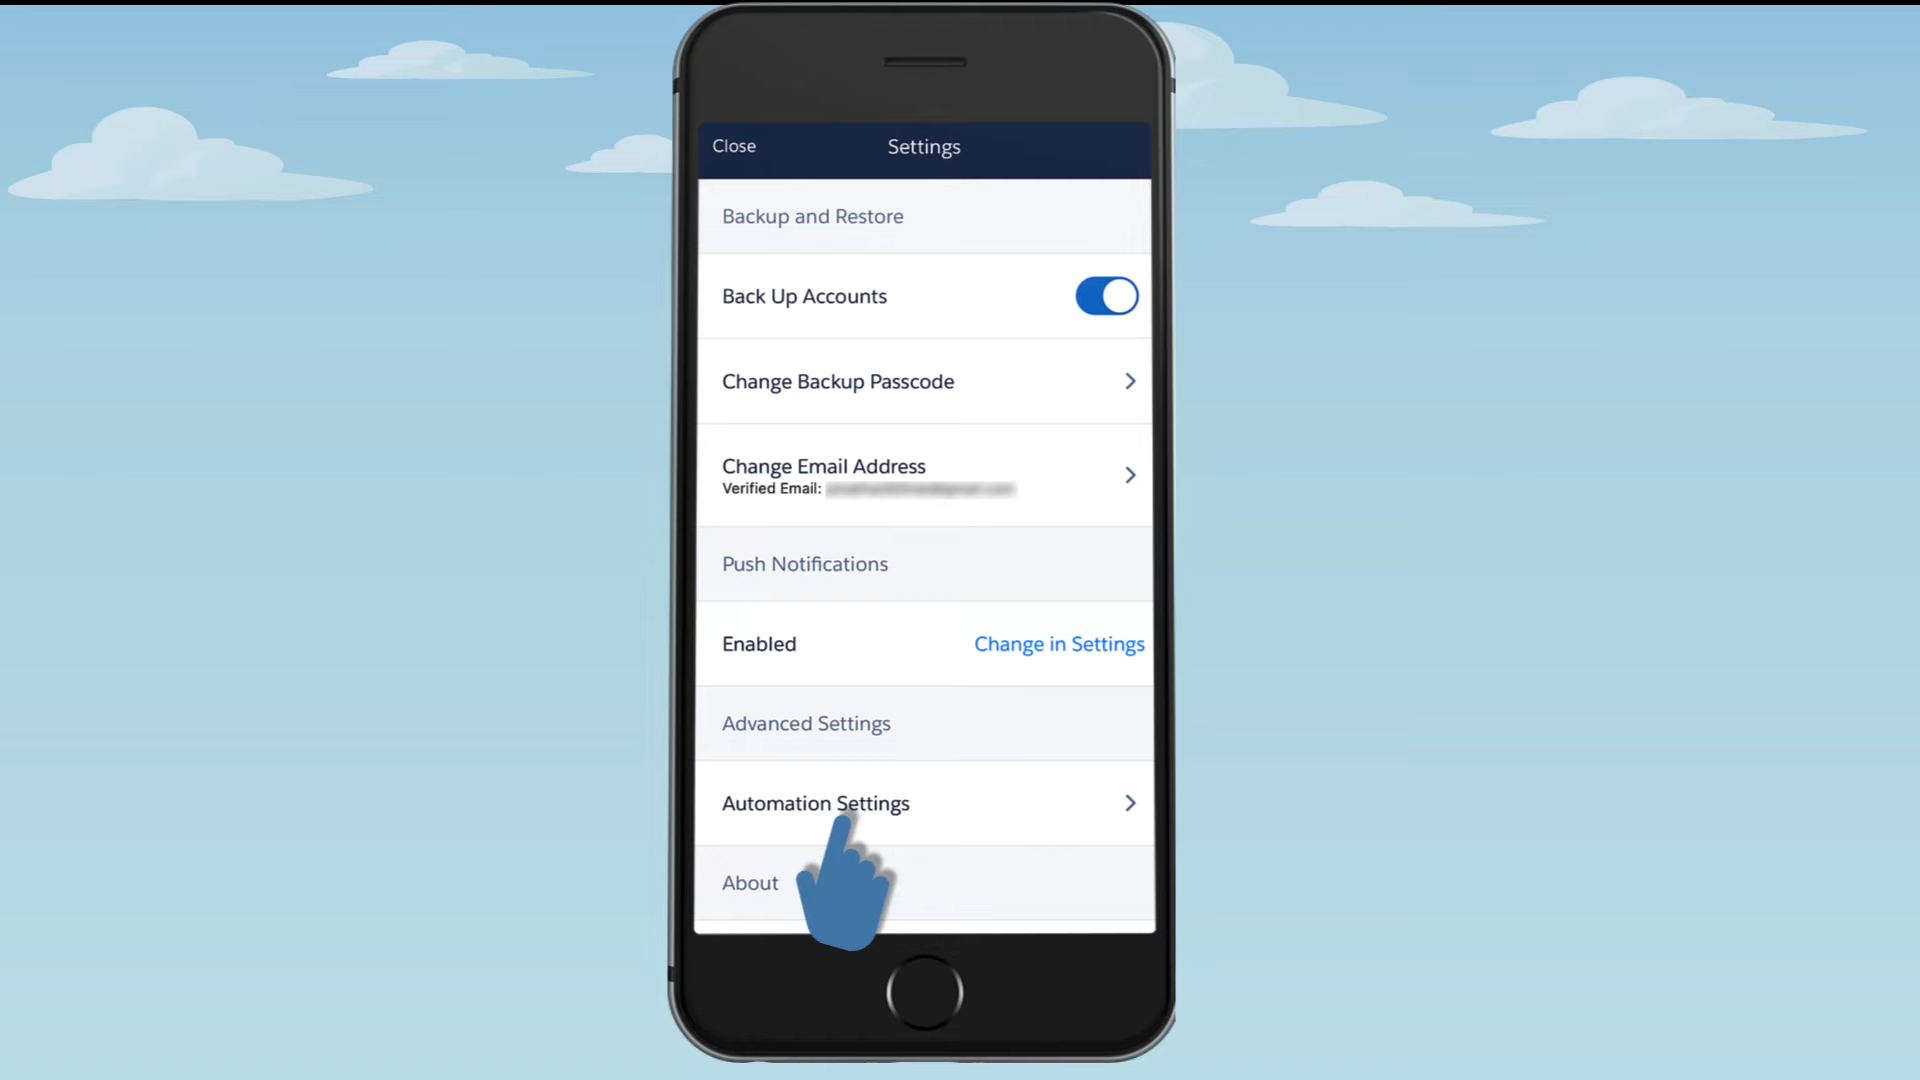 Close
Settings
Backup and Restore
Back Up Accounts
Change Backup Passcode
Change Email Address
Verified Email:
Push Notifications
Enabled
Change in Settings
Advanced Settings
Automation Settings
About